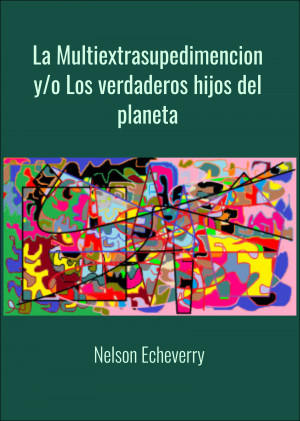 La Multiextrasupedimencion
y/o Los verdaderos hijos del
planeta
Nelson Echeverry